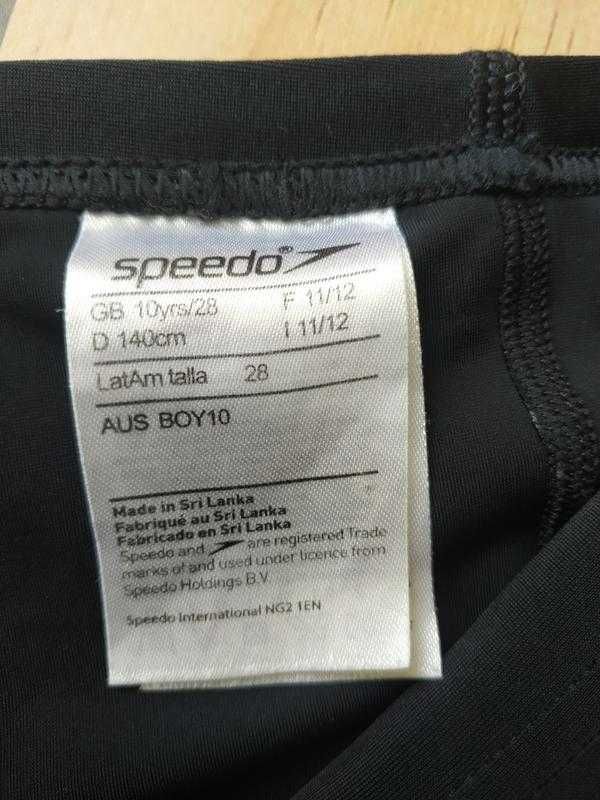 speedo®
GB 10yrs/28 F 11/12
D 140cm I 11/12
LatAm talla 28
AUS BOY10
Made in Sri Lanka
Fabriqué au Sri Lanka
Fabricado en Sri Lanka
Speedo and are registered Trade
marks of and used under licence from
Speedo Holdings B.V
Speedo International NG2 1EN